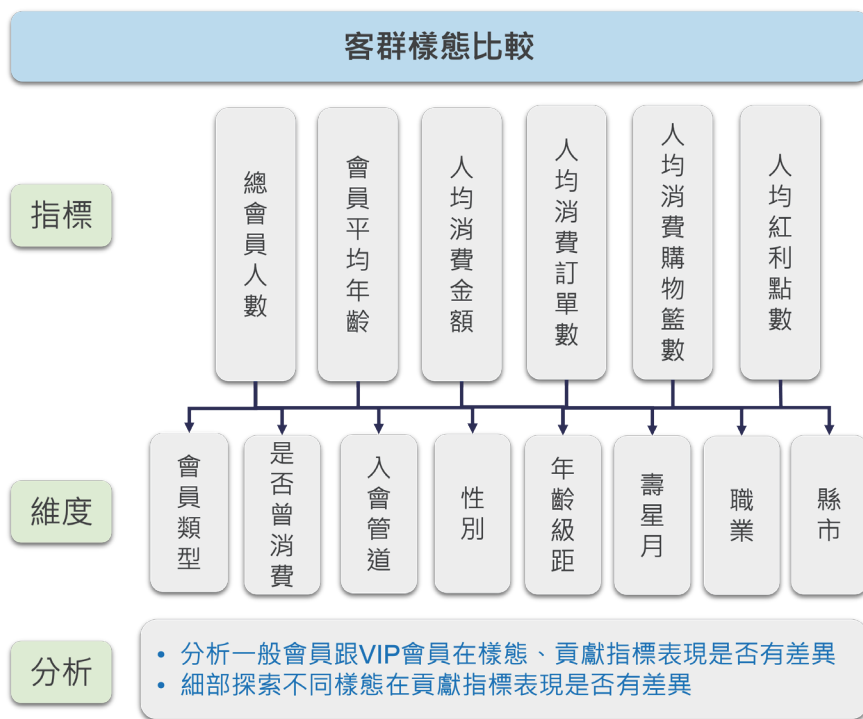 客群樣態比較
指標
總會員人數
會員平均年齡
人均消費金額
人均消費訂單數
人均消費購物籃數
人均紅利點數
維度
會員類型
是否曾消費
入會管道
性別
年齡級距
壽星月
職業
縣市
分析
• 分析一般會員跟VIP會員在樣態、貢獻指標表現是否有差異
• 細部探索不同樣態在貢獻指標表現是否有差異